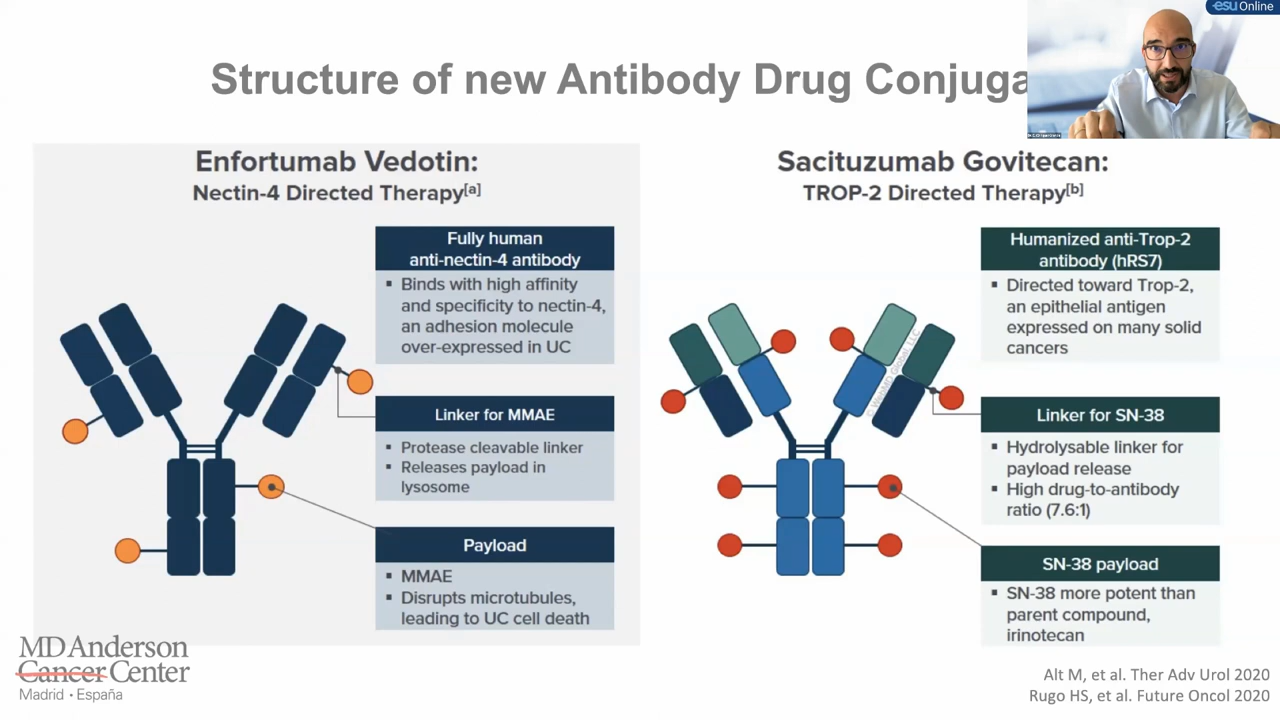 esu Online
Structure of new Antibody Drug Conjuga
Enfortumab Vedotin:
Nectin-4 Directed Therapy[a]
Fully human
anti-nectin-4 antibody
▪ Binds with high affinity
and specificity to nectin-4,
an adhesion molecule
over-expressed in UC
Linker for MMAE
▪ Protease cleavable linker
▪ Releases payload in
lysosome
Payload
▪ MMAE
▪ Disrupts microtubules,
leading to UC cell death
Sacituzumab Govitecan:
TROP-2 Directed Therapy[b]
Humanized anti-Trop-2
antibody (hRS7)
▪ Directed toward Trop-2,
an epithelial antigen
expressed on many solid
cancers
© WebMD Global, LLC
Linker for SN-38
▪ Hydrolysable linker for
payload release
▪ High drug-to-antibody
ratio (7.6:1)
SN-38 payload
▪ SN-38 more potent than
parent compound,
irinotecan
MD Anderson
Cancer Center
Madrid • España
Alt M, et al. Ther Adv Urol 2020
Rugo HS, et al. Future Oncol 2020